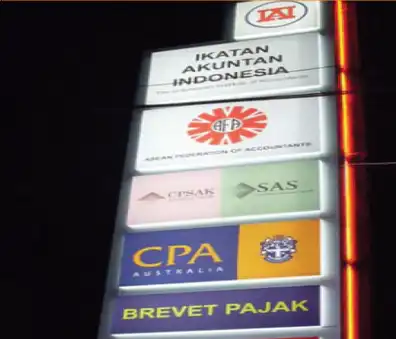 IAI
IKATAN
AKUNTAN
INDONESIA
AFA
ASEAN FEDERATION OF ACCOUNTANTS
CPSAK
SAS
CPA
AUSTRALIA
BREVET PAJAK